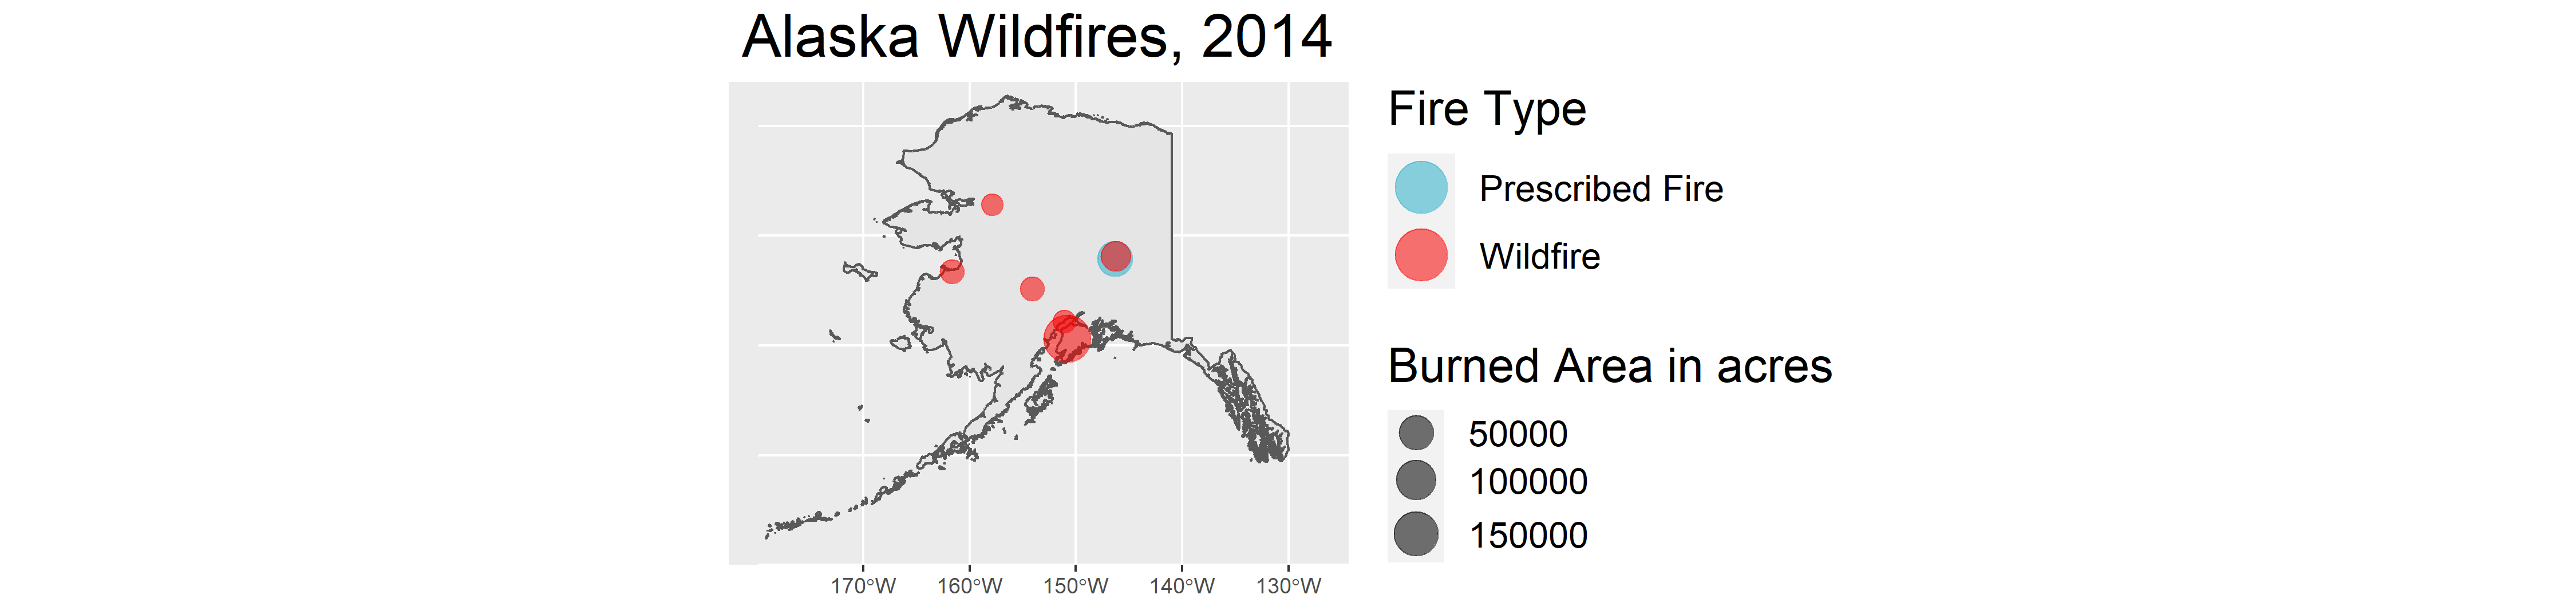 Alaska Wildfires, 2014
Fire Type
Prescribed Fire
Wildfire
Burned Area in acres
50000
100000
150000
170°W 160°W 150°W 140°W 130°W